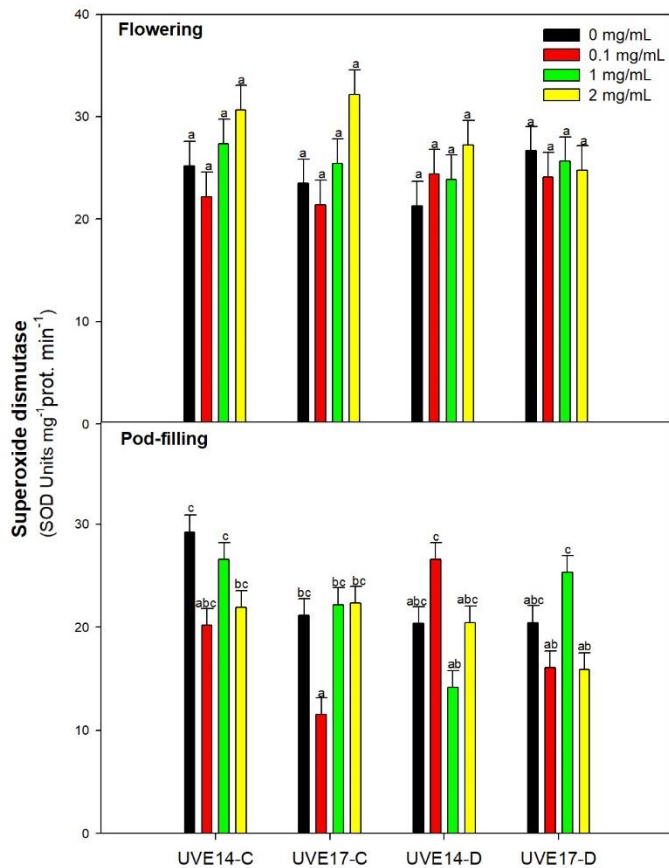 40
Flowering
0 mg/mL
0.1 mg/mL
1 mg/mL
2 mg/mL
30
20
10
0
a a a a a a a a a a a a a a a a
Superoxide dismutase
(SOD Units mg⁻¹prot. min⁻¹)
Pod-filling
30
20
10
0
c abc c bc bc a bc bc abc c ab abc abc ab c ab
UVE14-C UVE17-C UVE14-D UVE17-D